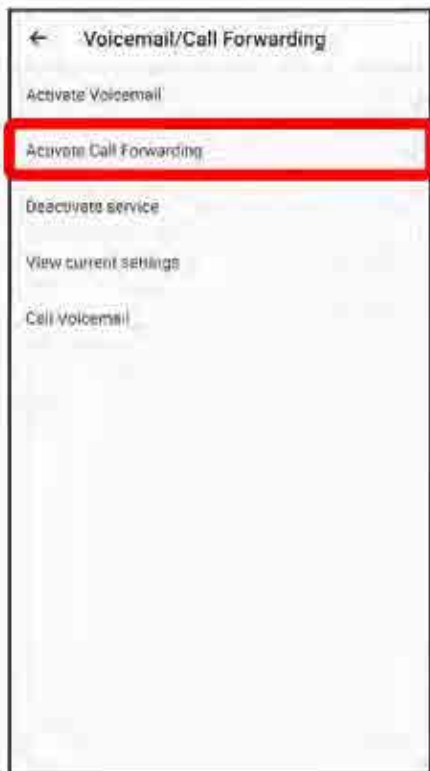 Voicemail/Call Forwarding
Activate Voicemail
Activate Call Forwarding
Deactivate service
View current settings
Call Voicemail